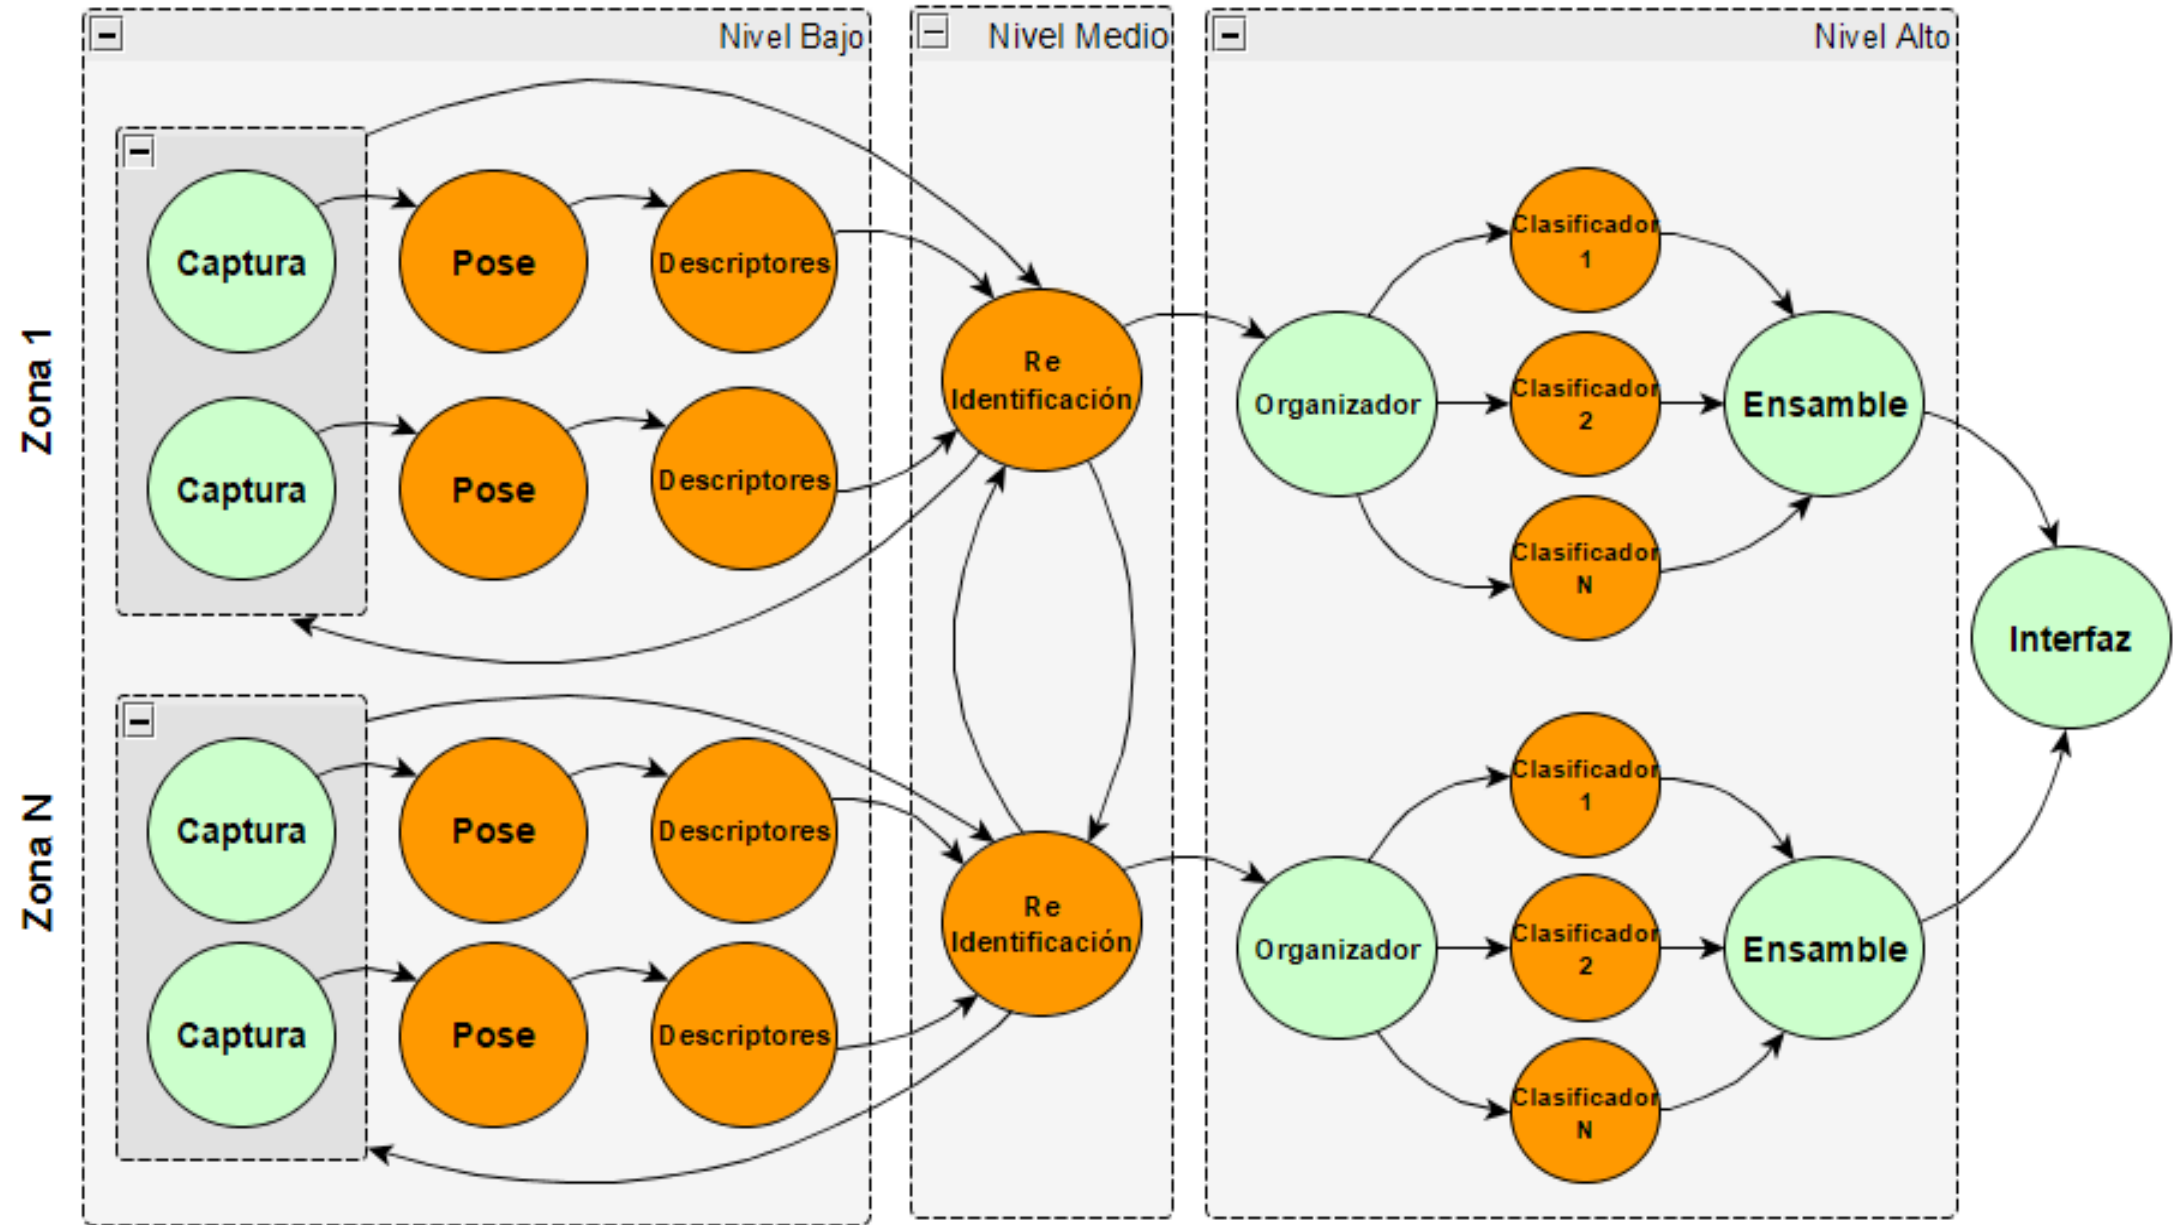 Nivel Bajo
Nivel Medio
Nivel Alto
Zona 1
Captura
Pose
Descriptores
Captura
Pose
Descriptores
Re
Identificación
Organizador
Clasificador
1
Clasificador
2
Clasificador
N
Ensamble
Interfaz
Zona N
Captura
Pose
Descriptores
Captura
Pose
Descriptores
Re
Identificación
Organizador
Clasificador
1
Clasificador
2
Clasificador
N
Ensamble